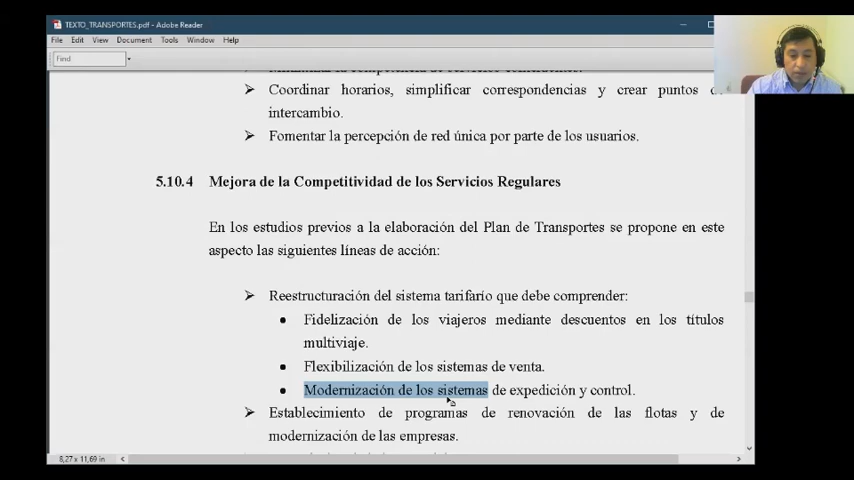 TEXTO_TRANSPORTES.pdf - Adobe Reader
File Edit View Document Tools Window Help
Find
Coordinar horarios, simplificar correspondencias y crear puntos
intercambio.
Fomentar la percepción de red única por parte de los usuarios.
5.10.4 Mejora de la Competitividad de los Servicios Regulares
En los estudios previos a la elaboración del Plan de Transportes se propone en este
aspecto las siguientes líneas de acción:
Reestructuración del sistema tarifarío que debe comprender:
Fidelización de los viajeros mediante descuentos en los títulos
multiviaje.
Flexibilización de los sistemas de venta.
Modernización de los sistemas de expedición y control.
Establecimiento de programas de renovación de las flotas y de
modernización de las empresas.
8,27 x 11,69 in